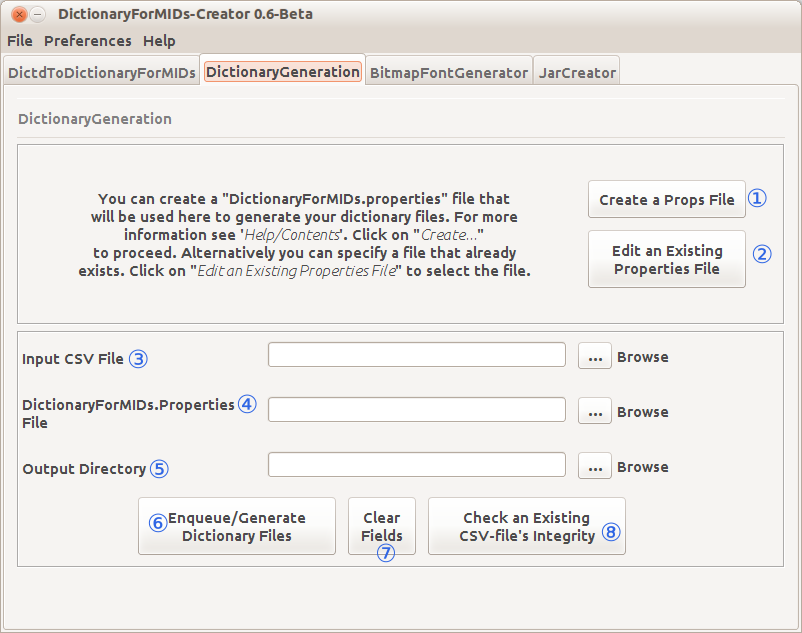 DictionaryForMIDs-Creator 0.6-Beta
File Preferences Help
DictdToDictionaryForMIDs DictionaryGeneration BitmapFontGenerator JarCreator
DictionaryGeneration
You can create a "DictionaryForMIDs.properties" file that
will be used here to generate your dictionary files. For more
information see 'Help/Contents'. Click on "Create..."
to proceed. Alternatively you can specify a file that already
exists. Click on "Edit an Existing Properties File" to select the file.
Create a Props File ①
Edit an Existing
Properties File ②
Input CSV File ③ ... Browse
DictionaryForMIDs.Properties ④
File
... Browse
Output Directory ⑤ ... Browse
⑥ Enqueue/Generate
Dictionary Files
Clear
Fields
⑦
Check an Existing
CSV-file's Integrity ⑧